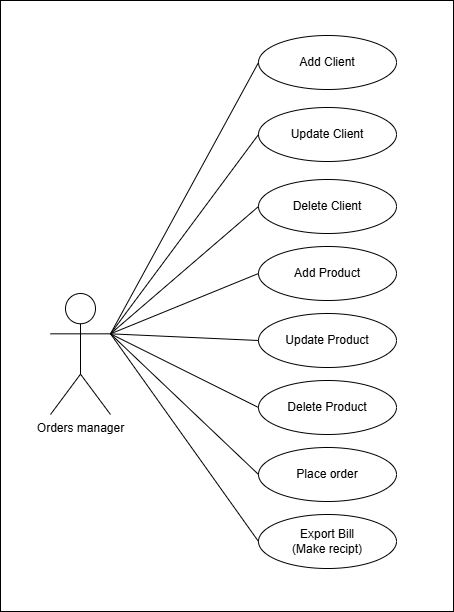 Add Client
Update Client
Delete Client
Add Product
Update Product
Delete Product
Place order
Export Bill
(Make recipt)
Orders manager